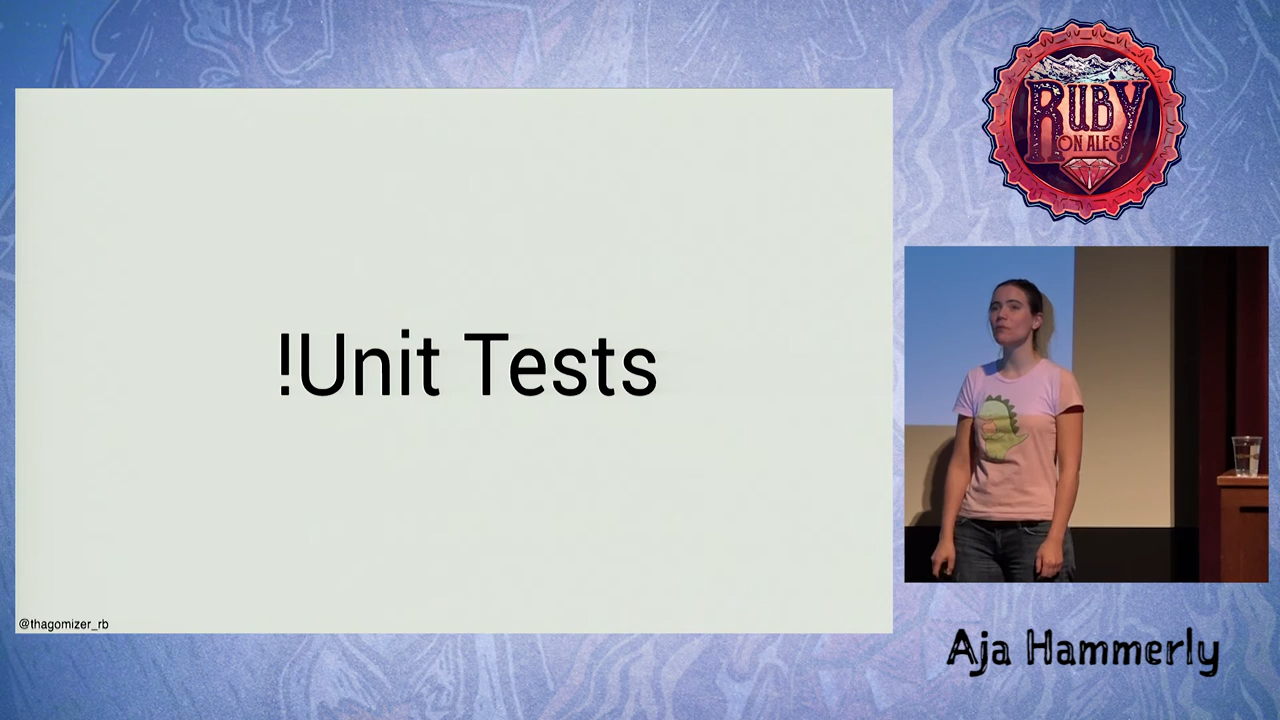 !Unit Tests
@thagomizer_rb
RUBY
ON ALES
Aja Hammerly